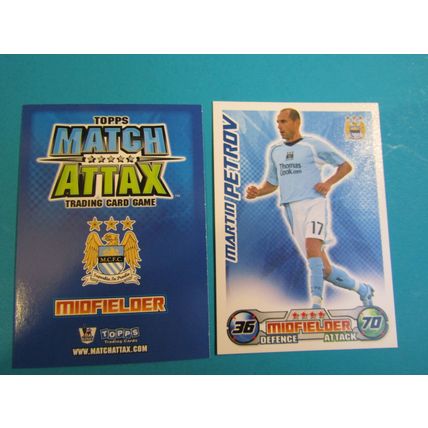 TOPPS
MATCH
ATTAX
TRADING CARD GAME
M.C.F.C.
MIDFIELDER
TOPPS
Trading Cards
WWW.MATCHATTAX.COM
MARTIN PETROV
Thomas
Cook.com
17
36 MIDFIELDER 70
DEFENCE ATTACK